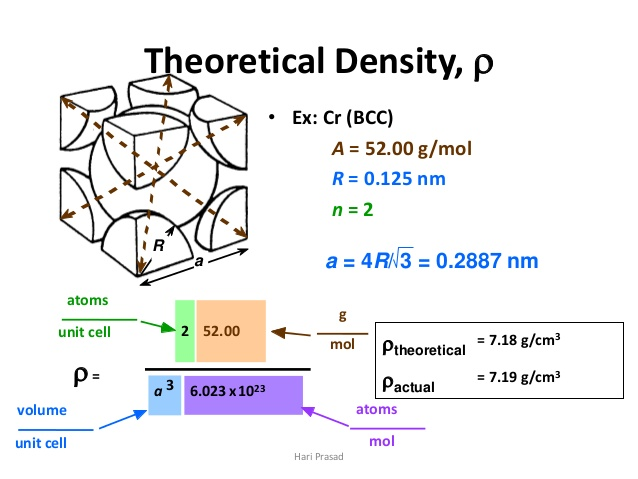 Theoretical Density, ρ
• Ex: Cr (BCC)
A = 52.00 g/mol
R = 0.125 nm
n = 2
a = 4R/√3 = 0.2887 nm
R
a
atoms
unit cell
2 52.00
g
mol
ρ =
a 3 6.023 x 10²³
volume
unit cell
atoms
mol
ρtheoretical = 7.18 g/cm³
ρactual = 7.19 g/cm³
Hari Prasad